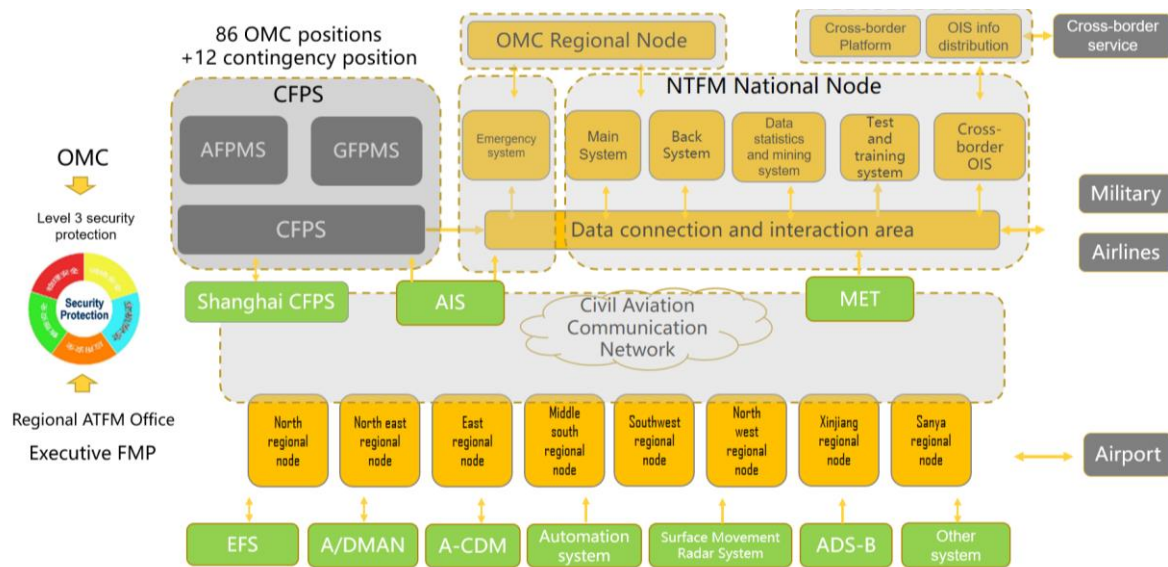 86 OMC positions
+12 contingency position
CFPS
AFPMS
GFPMS
CFPS
OMC Regional Node
Cross-border
Platform
OIS info
distribution
Cross-border
service
NTFM National Node
Emergency
system
Main
System
Back
System
Data
statistics
and mining
system
Test
and
training
system
Cross-
border
OIS
Data connection and interaction area
Military
Airlines
OMC
Level 3 security
protection
Security
Protection
Regional ATFM Office
Executive FMP
Shanghai CFPS
AIS
MET
Civil Aviation
Communication
Network
North
regional
node
North east
regional
node
East
regional
node
Middle
south
regional
node
Southwest
regional
node
North
west
regional
node
Xinjiang
regional
node
Sanya
regional
node
Airport
EFS
A/DMAN
A-CDM
Automation
system
Surface Movement
Radar System
ADS-B
Other
system